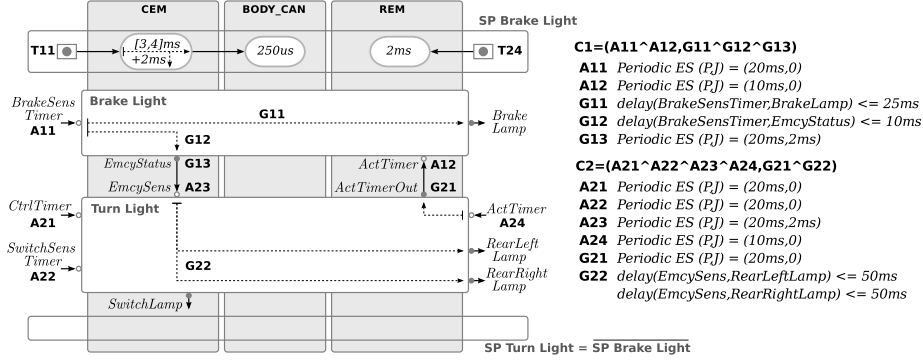 CEM
BODY_CAN
REM
SP Brake Light
T11
[3,4]ms
+2ms
250us
2ms
T24
BrakeSens
Timer
A11
Brake Light
G11
G12
Brake
Lamp
EmcyStatus
G13
EmcySens
A23
ActTimer
A12
ActTimerOut
G21
CtrlTimer
A21
Turn Light
ActTimer
A24
SwitchSens
Timer
A22
G22
RearLeft
Lamp
RearRight
Lamp
SwitchLamp
SP Turn Light = SP Brake Light
C1=(A11^A12,G11^G12^G13)
A11 Periodic ES (P,J) = (20ms,0)
A12 Periodic ES (P,J) = (10ms,0)
G11 delay(BrakeSensTimer,BrakeLamp) <= 25ms
G12 delay(BrakeSensTimer,EmcyStatus) <= 10ms
G13 Periodic ES (P,J) = (20ms,2ms)
C2=(A21^A22^A23^A24,G21^G22)
A21 Periodic ES (P,J) = (20ms,0)
A22 Periodic ES (P,J) = (20ms,0)
A23 Periodic ES (P,J) = (20ms,2ms)
A24 Periodic ES (P,J) = (10ms,0)
G21 Periodic ES (P,J) = (20ms,0)
G22 delay(EmcySens,RearLeftLamp) <= 50ms
delay(EmcySens,RearRightLamp) <= 50ms